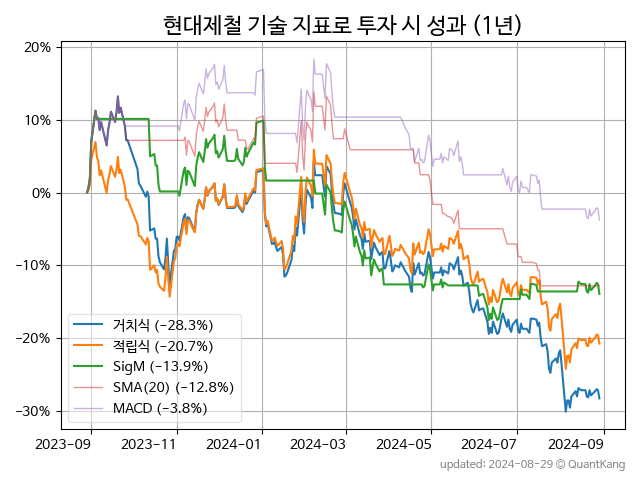 현대제철 기술 지표로 투자 시 성과 (1년)
20%
10%
0%
−10%
−20%
−30%
거치식 (−28.3%)
적립식 (−20.7%)
SigM (−13.9%)
SMA(20) (−12.8%)
MACD (−3.8%)
2023-09 2023-11 2024-01 2024-03 2024-05 2024-07 2024-09
updated: 2024-08-29 © QuantKang